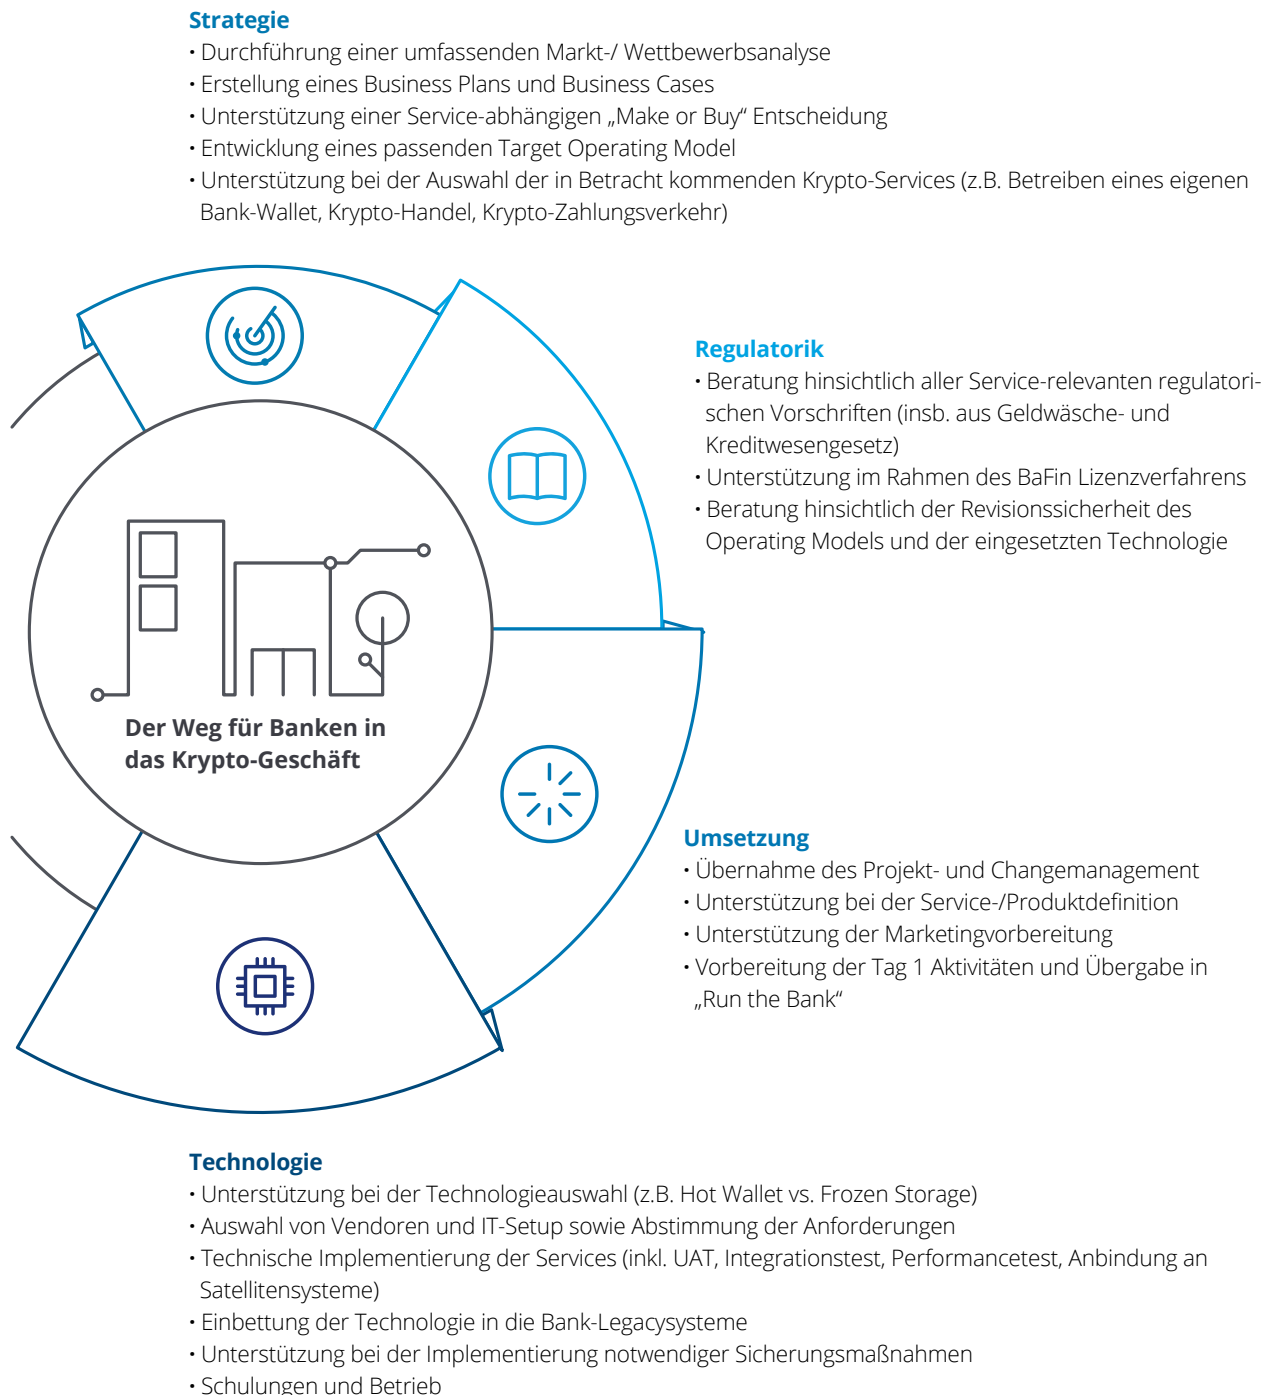 Strategie
• Durchführung einer umfassenden Markt-/ Wettbewerbsanalyse
• Erstellung eines Business Plans und Business Cases
• Unterstützung einer Service-abhängigen „Make or Buy“ Entscheidung
• Entwicklung eines passenden Target Operating Model
• Unterstützung bei der Auswahl der in Betracht kommenden Krypto-Services (z.B. Betreiben eines eigenen
Bank-Wallet, Krypto-Handel, Krypto-Zahlungsverkehr)
Regulatorik
• Beratung hinsichtlich aller Service-relevanten regulatori-
schen Vorschriften (insb. aus Geldwäsche- und
Kreditwesengesetz)
• Unterstützung im Rahmen des BaFin Lizenzverfahrens
• Beratung hinsichtlich der Revisionssicherheit des
Operating Models und der eingesetzten Technologie
Der Weg für Banken in
das Krypto-Geschäft
Umsetzung
• Übernahme des Projekt- und Changemanagement
• Unterstützung bei der Service-/Produktdefinition
• Unterstützung der Marketingvorbereitung
• Vorbereitung der Tag 1 Aktivitäten und Übergabe in
„Run the Bank“
Technologie
• Unterstützung bei der Technologieauswahl (z.B. Hot Wallet vs. Frozen Storage)
• Auswahl von Vendoren und IT-Setup sowie Abstimmung der Anforderungen
• Technische Implementierung der Services (inkl. UAT, Integrationstest, Performancetest, Anbindung an
Satellitensysteme)
• Einbettung der Technologie in die Bank-Legacysysteme
• Unterstützung bei der Implementierung notwendiger Sicherungsmaßnahmen
• Schulungen und Betrieb